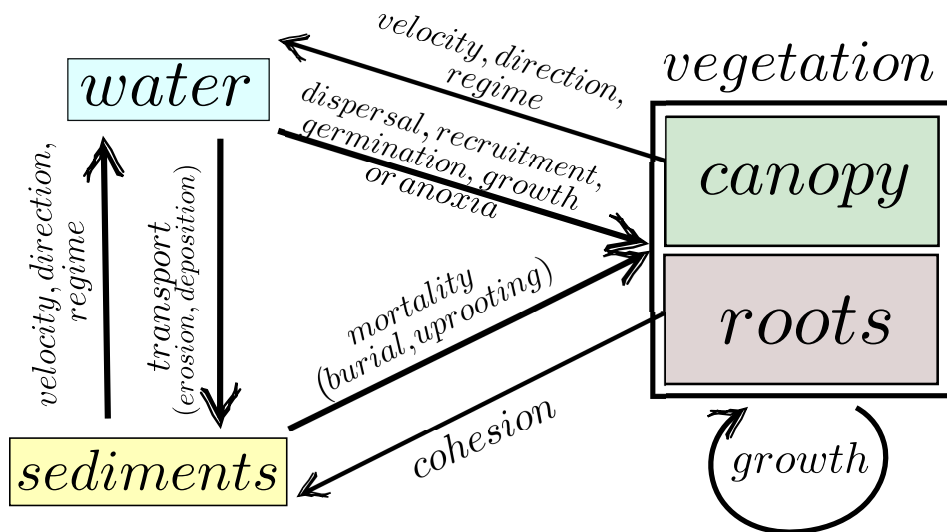 velocity, direction,
regime
vegetation
water
dispersal, recruitment,
germination, growth
or anoxia
canopy
velocity, direction,
regime
transport
(erosion, deposition)
mortality
(burial, uprooting)
roots
cohesion
sediments
growth